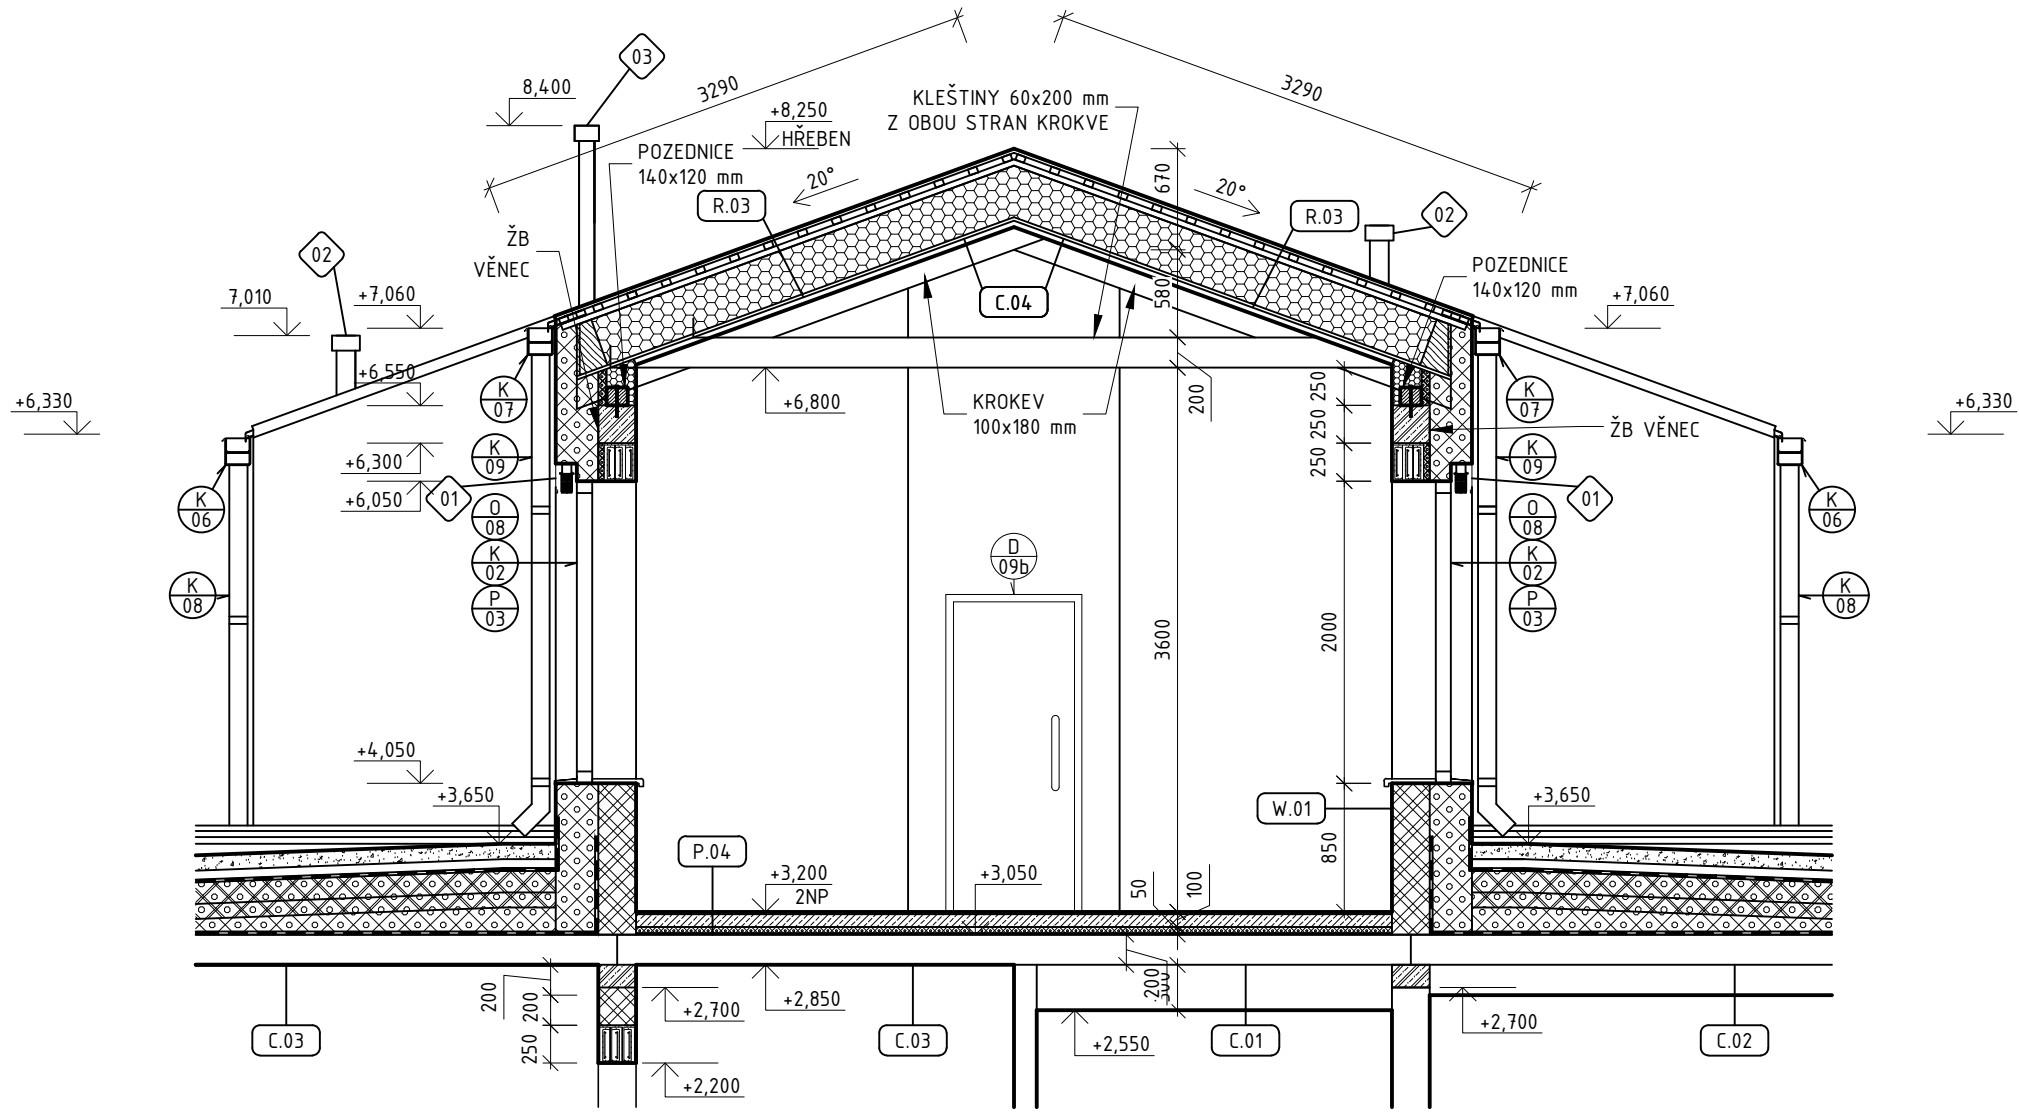 03
3290
3290
8,400
+8,250
HŘEBEN
KLEŠTINY 60x200 mm
Z OBOU STRAN KROKVE
POZEDNICE
140x120 mm
670
20°
20°
R.03
R.03
02
02
ŽB
VĚNEC
POZEDNICE
140x120 mm
580
C.04
7,010
+7,060
+7,060
+6,550
K
07
K
07
+6,330
+6,330
+6,800
KROKEV
100x180 mm
200
250
250
250
ŽB VĚNEC
+6,300
K
09
K
09
+6,050
01
01
K
06
K
06
O
08
O
08
K
02
K
02
P
03
P
03
D
09b
K
08
K
08
3600
2000
+4,050
+3,650
+3,650
W.01
P.04
850
+3,200
2NP
+3,050
50
100
200
200
250
+2,700
+2,850
200
+2,700
C.03
C.03
+2,550
C.01
C.02
+2,200